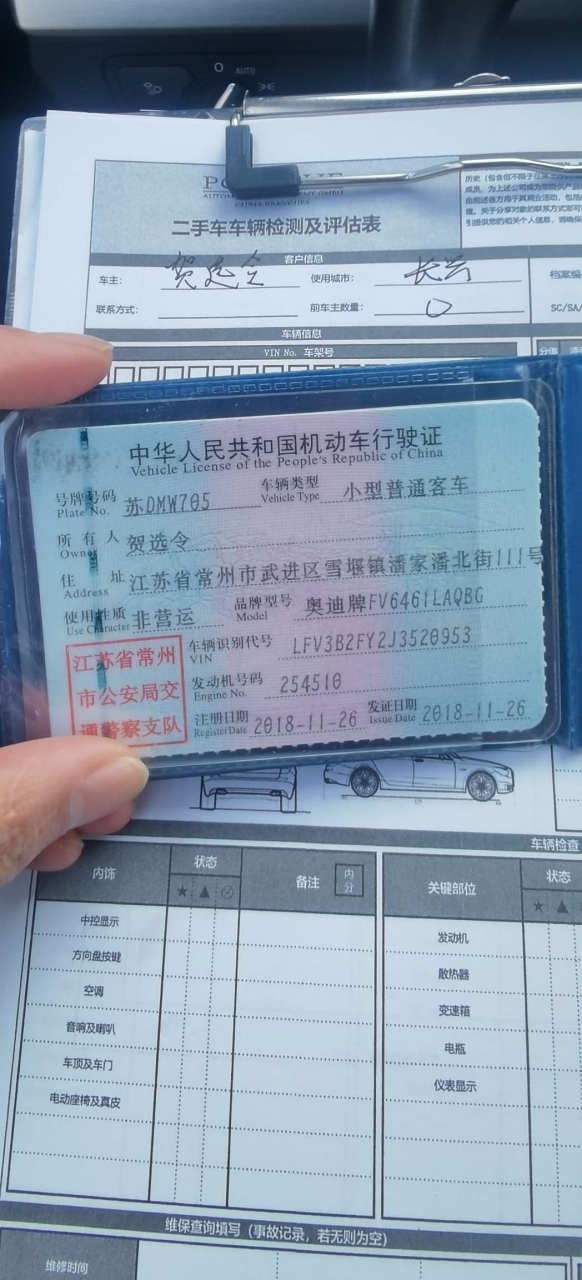 AUTO
二手车车辆检测及评估表
客户信息
车主: 贺选令 使用城市: 长兴
联系方式: 前车主数量: 0
SC/SA/
车辆信息
VIN No. 车架号
中华人民共和国机动车行驶证
Vehicle License of the People's Republic of China
号牌号码 苏DMW705 车辆类型 小型普通客车
Plate No. Vehicle Type
所有人 贺选令
Owner
住址 江苏省常州市武进区雪堰镇潘家潘北街111号
Address
使用性质 非营运 品牌型号 奥迪牌FV6461LAQBG
Use Character Model
江苏省常州
市公安局交
通警察支队
车辆识别代号 LFV3B2FY2J3520953
VIN
发动机号码 254510
Engine No.
注册日期 2018-11-26 发证日期 2018-11-26
Register Date Issue Date
车辆检查
内饰 状态 备注 内分 关键部位 状态
★ ▲ ⊗ ★ ▲
中控显示 发动机
方向盘按键 散热器
空调 变速箱
音响及喇叭 电瓶
车顶及车门 仪表显示
电动座椅及真皮
维保查询填写 (事故记录，若无则为空)
维修时间